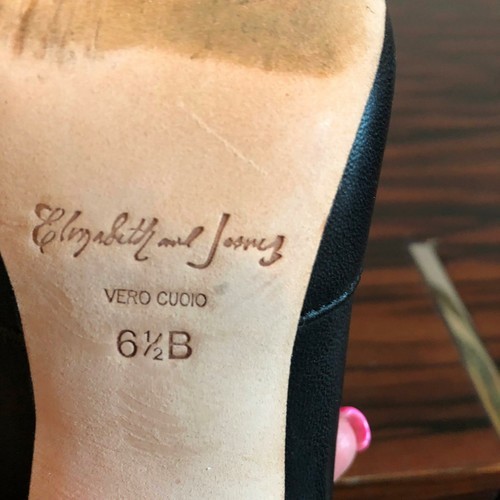 Elizabeth and James
VERO CUOIO
6½B